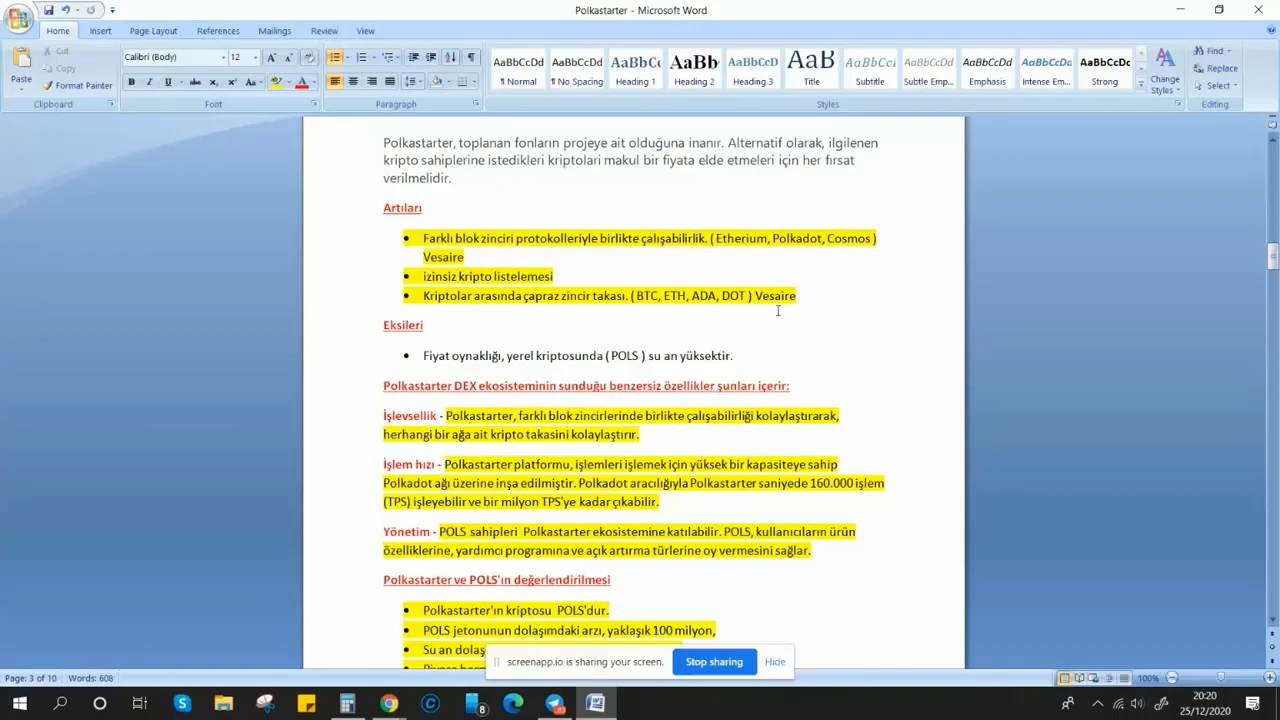 Polkastarter - Microsoft Word
Home Insert Page Layout References Mailings Review View
Paste
Cut
Copy
Format Painter
Clipboard
Calibri (Body) 12
Font
Paragraph
AaBbCcDd AaBbCcDd AaBbCc AaBbC AaBbCcD AaB AaBbCcI AaBbCcDd AaBbCcDd AaBbCcDd AaBbCcDd
¶ Normal ¶ No Spacing Heading 1 Heading 2 Heading 3 Title Subtitle Subtle Emp... Emphasis Intense Em... Strong
Styles
Change
Styles
Find
Replace
Select
Editing
Polkastarter, toplanan fonların projeye ait olduğuna inanır. Alternatif olarak, ilgilenen
kripto sahiplerine istedikleri kriptolari makul bir fiyata elde etmeleri için her fırsat
verilmelidir.
Artıları
• Farklı blok zinciri protokolleriyle birlikte çalışabilirlik. ( Etherium, Polkadot, Cosmos )
Vesaire
• izinsiz kripto listelemesi
• Kriptolar arasında çapraz zincir takası. ( BTC, ETH, ADA, DOT ) Vesaire
Eksileri
• Fiyat oynaklığı, yerel kriptosunda ( POLS ) su an yüksektir.
Polkastarter DEX ekosisteminin sunduğu benzersiz özellikler şunları içerir:
İşlevsellik - Polkastarter, farklı blok zincirlerinde birlikte çalışabilirliği kolaylaştırarak,
herhangi bir ağa ait kripto takasini kolaylaştırır.
İşlem hızı - Polkastarter platformu, işlemleri işlemek için yüksek bir kapasiteye sahip
Polkadot ağı üzerine inşa edilmiştir. Polkadot aracılığıyla Polkastarter saniyede 160.000 işlem
(TPS) işleyebilir ve bir milyon TPS'ye kadar çıkabilir.
Yönetim - POLS sahipleri Polkastarter ekosistemine katılabilir. POLS, kullanıcıların ürün
özelliklerine, yardımcı programına ve açık artırma türlerine oy vermesini sağlar.
Polkastarter ve POLS'ın değerlendirilmesi
• Polkastarter'ın kriptosu POLS'dur.
• POLS jetonunun dolaşımdaki arzı, yaklaşık 100 milyon,
• Su an dolaş
screenapp.io is sharing your screen. Stop sharing Hide
Page: 3 of 10 Words: 608
100%
8
20:20
25/12/2020